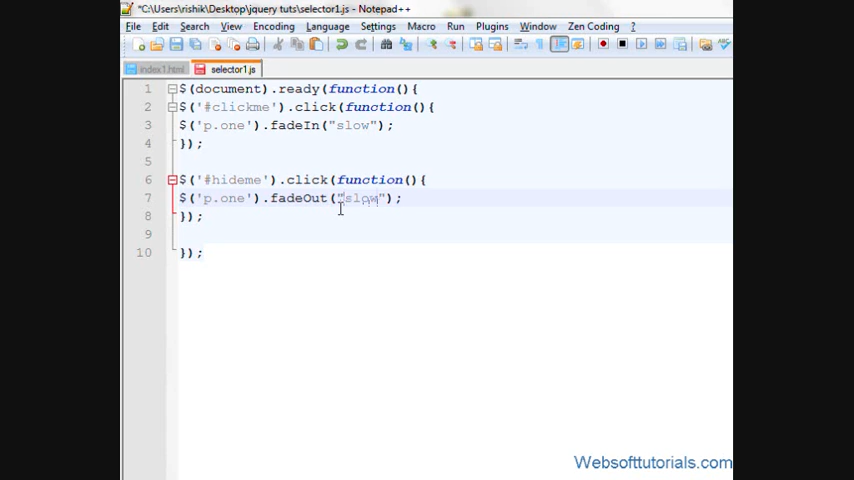 *C:\Users\rishik\Desktop\jquery tuts\selector1.js - Notepad++
File Edit Search View Encoding Language Settings Macro Run Plugins Window Zen Coding ?
index1.html selector1.js
1 $(document).ready(function(){
2 $('#clickme').click(function(){
3 $('p.one').fadeIn("slow");
4 });
5
6 $('#hideme').click(function(){
7 $('p.one').fadeOut("slow");
8 });
9
10 });
Websofttutorials.com